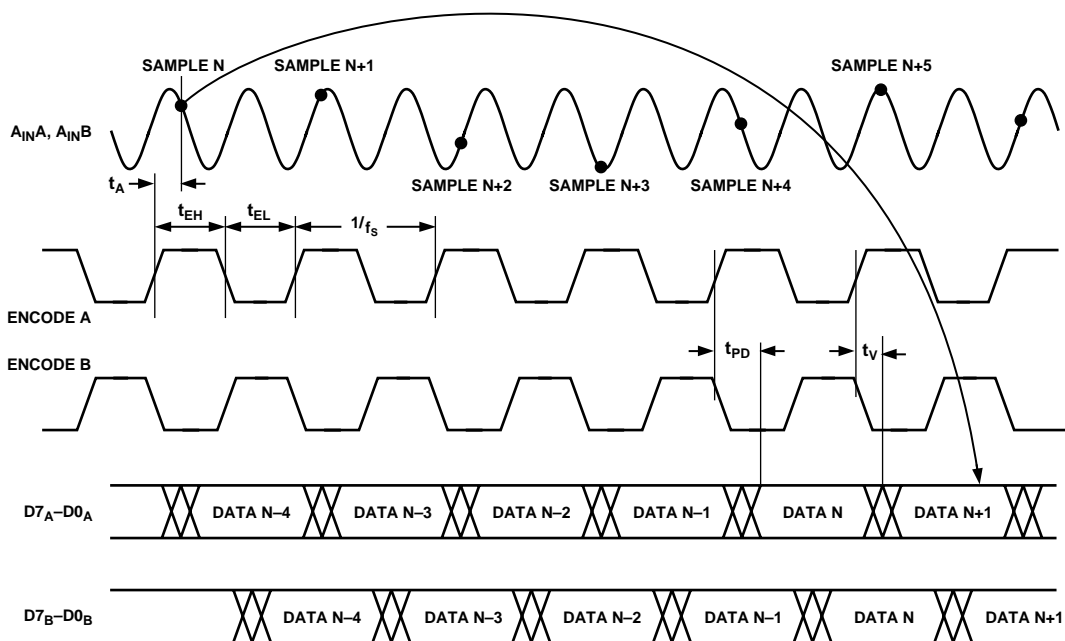 SAMPLE N
SAMPLE N+1
SAMPLE N+5
AINA, AINB
SAMPLE N+2
SAMPLE N+3
SAMPLE N+4
tA
tEH
tEL
1/fS
ENCODE A
tPD
tV
ENCODE B
D7A–D0A
DATA N–4
DATA N–3
DATA N–2
DATA N–1
DATA N
DATA N+1
D7B–D0B
DATA N–4
DATA N–3
DATA N–2
DATA N–1
DATA N
DATA N+1